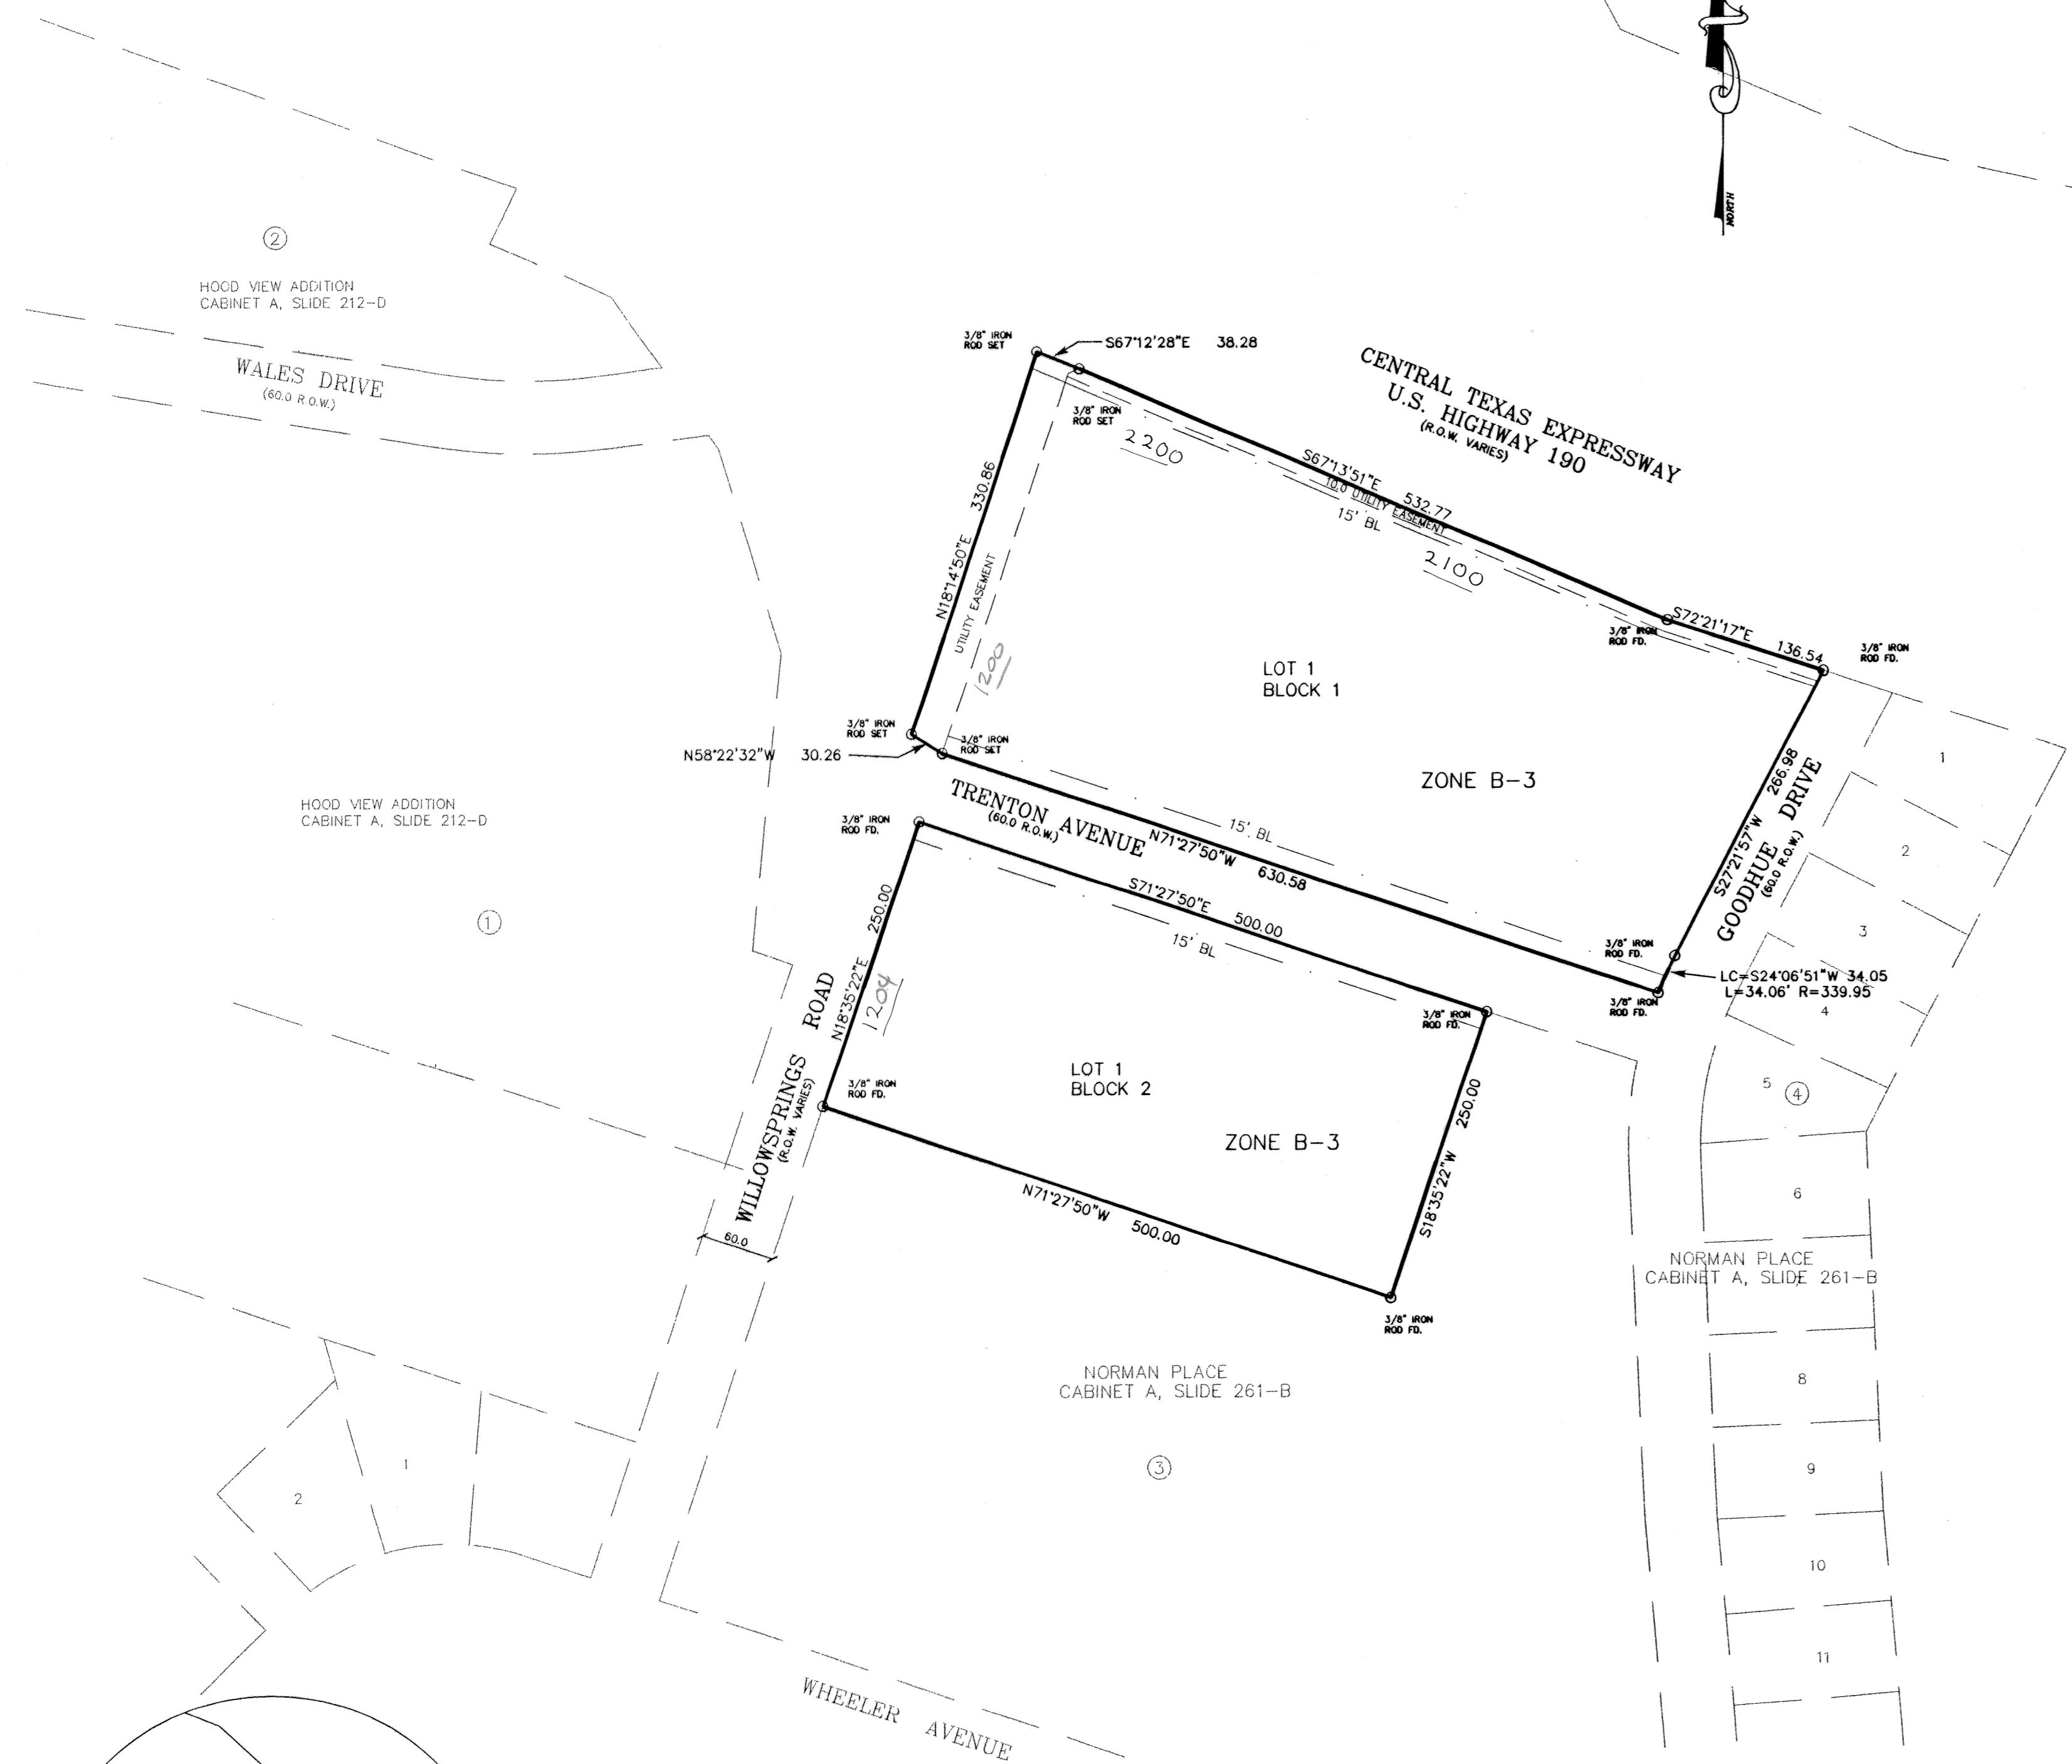 NORTH
②
HOOD VIEW ADDITION
CABINET A, SLIDE 212-D
WALES DRIVE
(60.0 R.O.W.)
3/8" IRON
ROD SET
S67°12'28"E 38.28
3/8" IRON
ROD SET
CENTRAL TEXAS EXPRESSWAY
U.S. HIGHWAY 190
(R.O.W. VARIES)
2200
S67°13'51"E 532.77
10.0 UTILITY EASEMENT
15' BL
2100
N18°14'50"E 330.86
UTILITY EASEMENT
1200
S72°21'17"E 136.54
3/8" IRON
ROD FD.
3/8" IRON
ROD FD.
LOT 1
BLOCK 1
ZONE B-3
3/8" IRON
ROD SET
N58°22'32"W 30.26
3/8" IRON
ROD SET
TRENTON AVENUE
(60.0 R.O.W.)
15' BL
N71°27'50"W 630.58
S27°21'57"W 266.98
GOODHUE DRIVE
(60.0 R.O.W.)
1
2
3
4
5
④
6
8
9
10
11
3/8" IRON
ROD FD.
LC=S24°06'51"W 34.05
L=34.06' R=339.95
3/8" IRON
ROD FD.
HOOD VIEW ADDITION
CABINET A, SLIDE 212-D
①
3/8" IRON
ROD FD.
S71°27'50"E 500.00
15' BL
N18°35'22"E 250.00
1204
WILLOWSPRINGS ROAD
(R.O.W. VARIES)
60.0
3/8" IRON
ROD FD.
3/8" IRON
ROD FD.
LOT 1
BLOCK 2
ZONE B-3
S18°35'22"W 250.00
N71°27'50"W 500.00
3/8" IRON
ROD FD.
NORMAN PLACE
CABINET A, SLIDE 261-B
NORMAN PLACE
CABINET A, SLIDE 261-B
③
1
2
WHEELER AVENUE